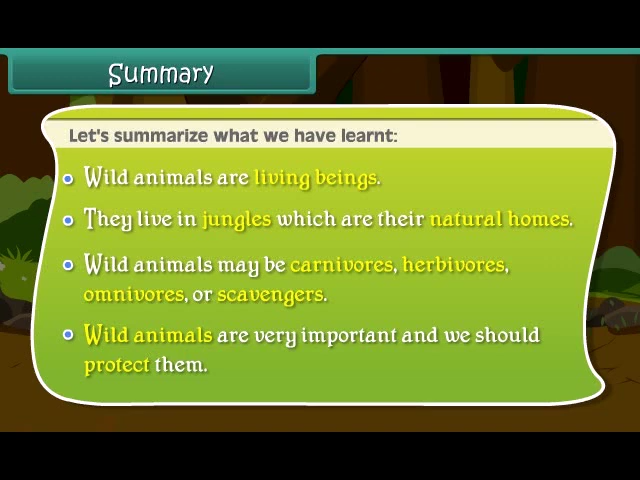 Summary
Let's summarize what we have learnt:
Wild animals are living beings.
They live in jungles which are their natural homes.
Wild animals may be carnivores, herbivores,
omnivores, or scavengers.
Wild animals are very important and we should
protect them.